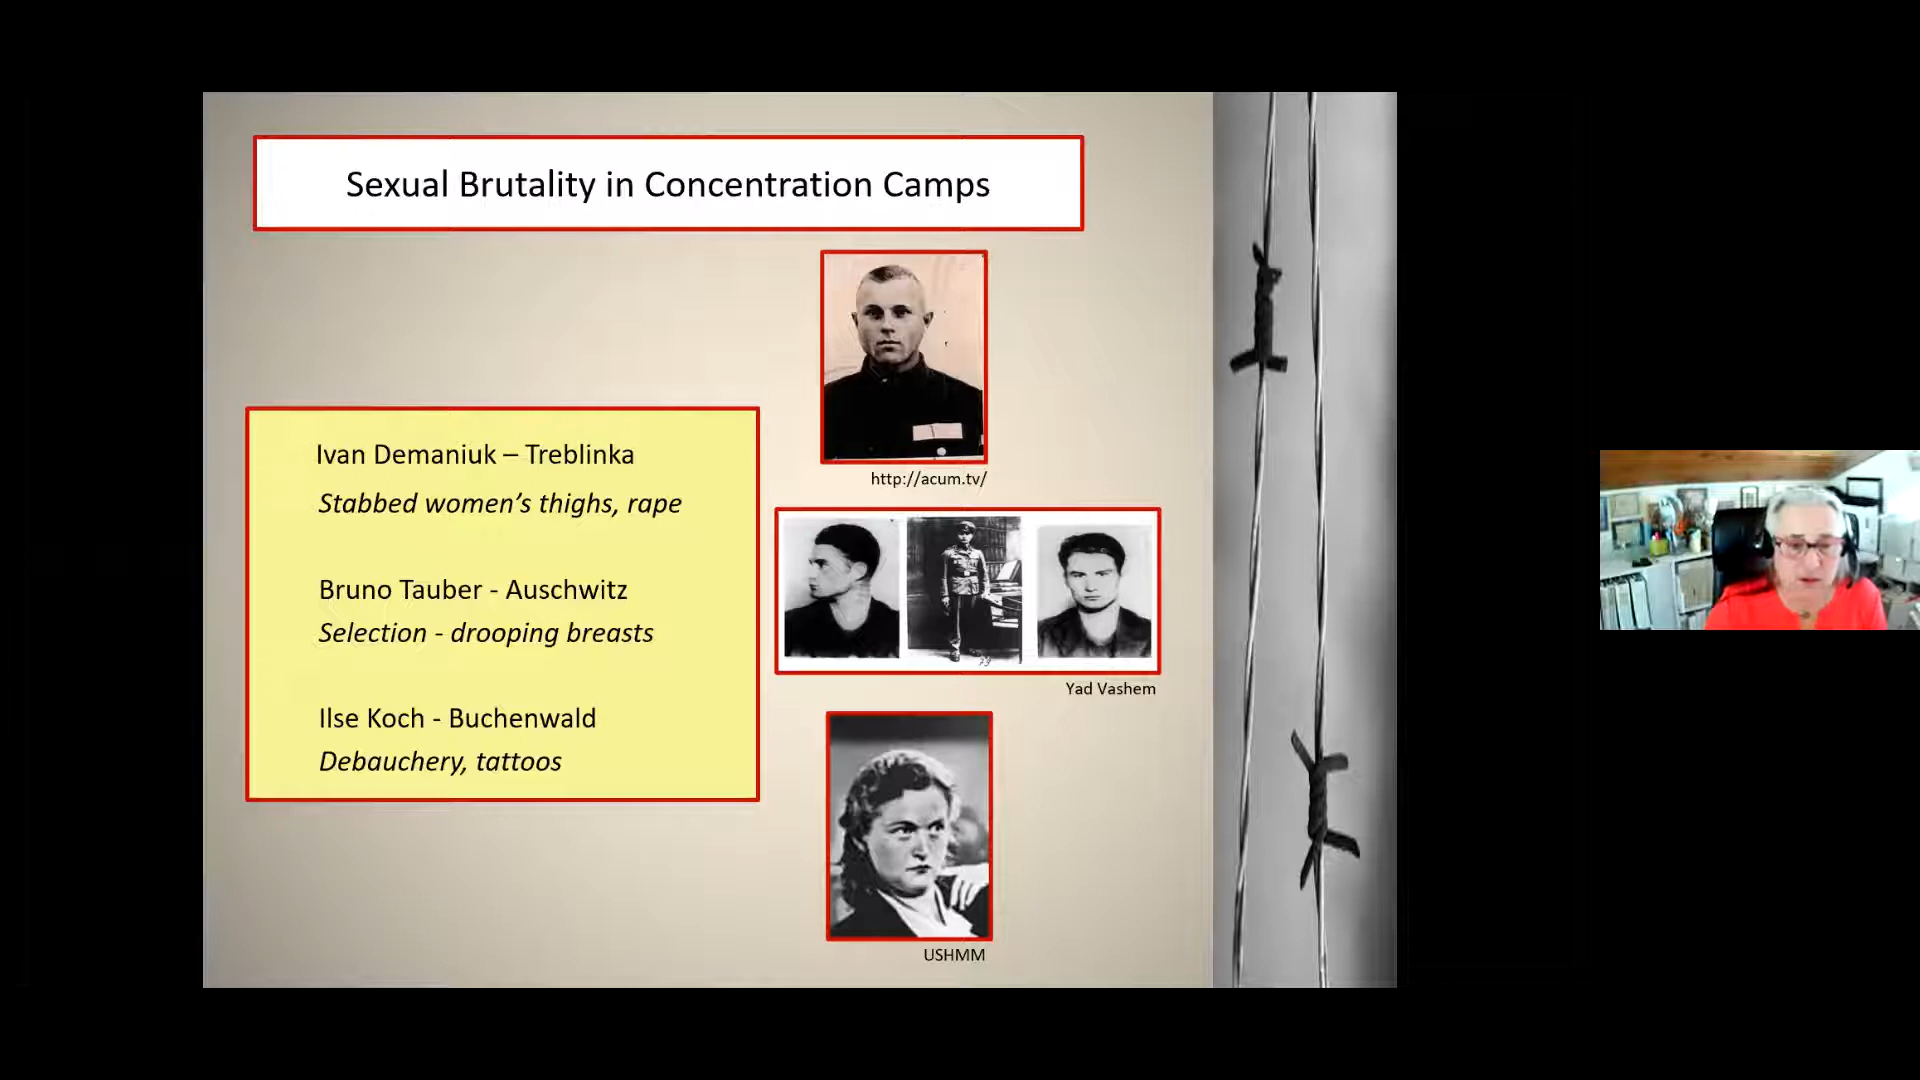 Sexual Brutality in Concentration Camps
http://acum.tv/
Ivan Demaniuk – Treblinka
Stabbed women's thighs, rape
Bruno Tauber - Auschwitz
Selection - drooping breasts
Yad Vashem
Ilse Koch - Buchenwald
Debauchery, tattoos
USHMM